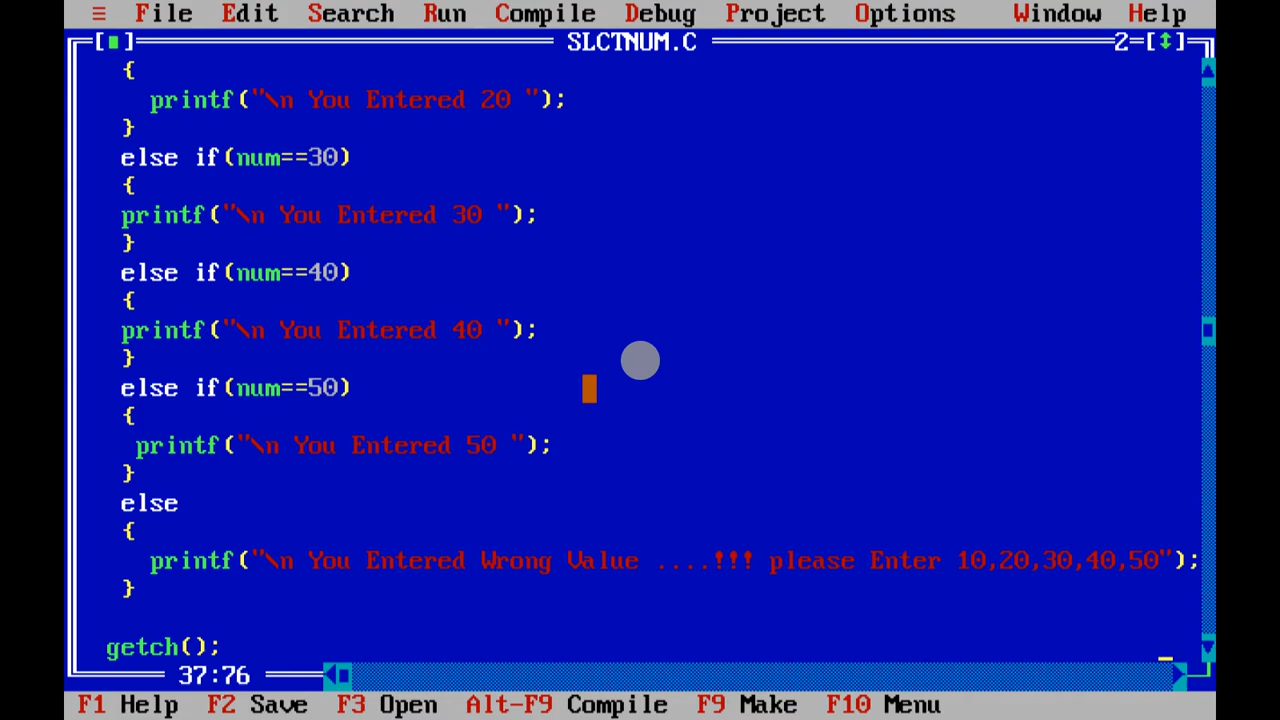 ≡ File Edit Search Run Compile Debug Project Options Window Help
[■] SLCTNUM.C 2=[↕]
{
printf("\n You Entered 20 ");
}
else if(num==30)
{
printf("\n You Entered 30 ");
}
else if(num==40)
{
printf("\n You Entered 40 ");
}
else if(num==50)
{
printf("\n You Entered 50 ");
}
else
{
printf("\n You Entered Wrong Value ....!!! please Enter 10,20,30,40,50");
}
getch();
37:76
F1 Help F2 Save F3 Open Alt-F9 Compile F9 Make F10 Menu